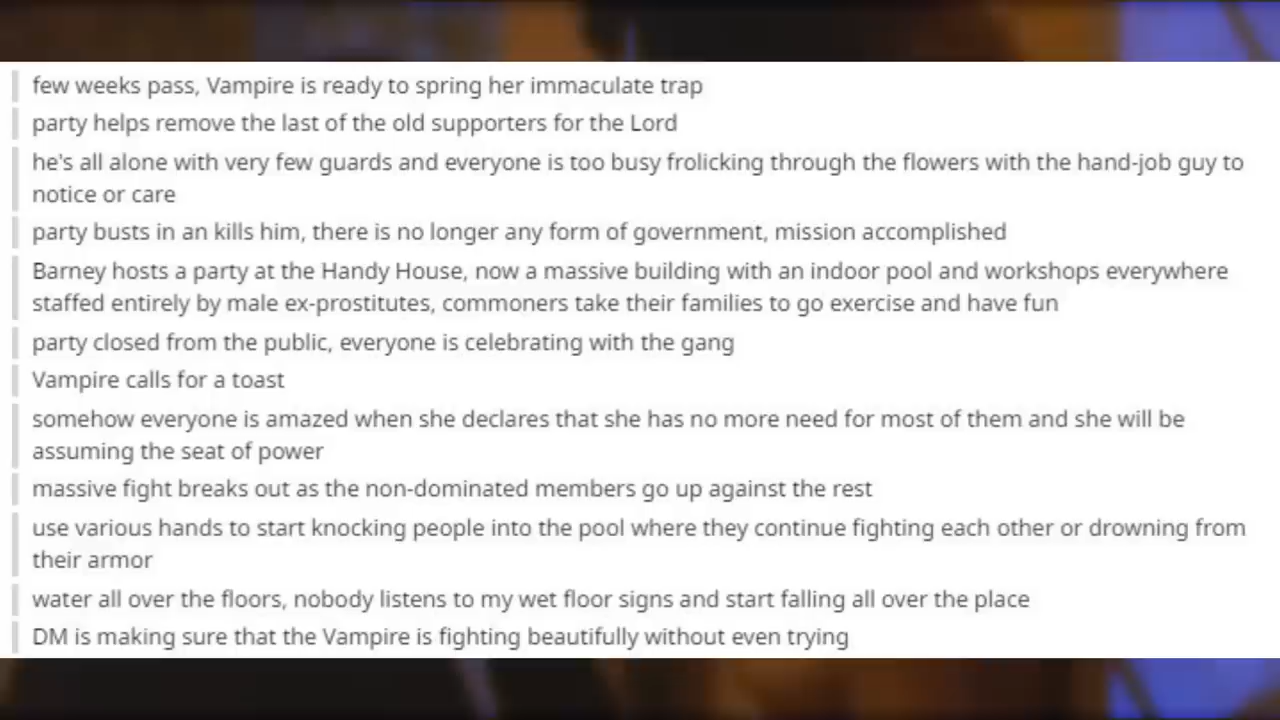 few weeks pass, Vampire is ready to spring her immaculate trap
party helps remove the last of the old supporters for the Lord
he's all alone with very few guards and everyone is too busy frolicking through the flowers with the hand-job guy to
notice or care
party busts in an kills him, there is no longer any form of government, mission accomplished
Barney hosts a party at the Handy House, now a massive building with an indoor pool and workshops everywhere
staffed entirely by male ex-prostitutes, commoners take their families to go exercise and have fun
party closed from the public, everyone is celebrating with the gang
Vampire calls for a toast
somehow everyone is amazed when she declares that she has no more need for most of them and she will be
assuming the seat of power
massive fight breaks out as the non-dominated members go up against the rest
use various hands to start knocking people into the pool where they continue fighting each other or drowning from
their armor
water all over the floors, nobody listens to my wet floor signs and start falling all over the place
DM is making sure that the Vampire is fighting beautifully without even trying